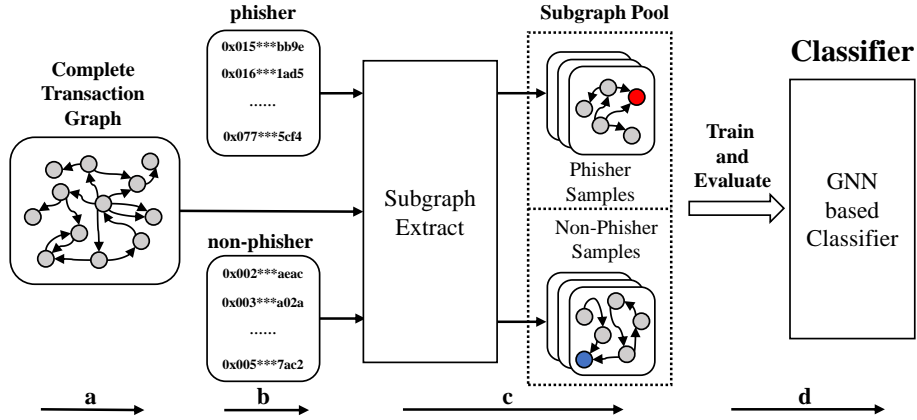 phisher
0x015***bb9e
0x016***1ad5
......
0x077***5cf4
Complete
Transaction
Graph
non-phisher
0x002***aeac
0x003***a02a
......
0x005***7ac2
Subgraph
Extract
Subgraph Pool
Phisher
Samples
Non-Phisher
Samples
Train
and
Evaluate
Classifier
GNN
based
Classifier
a
b
c
d